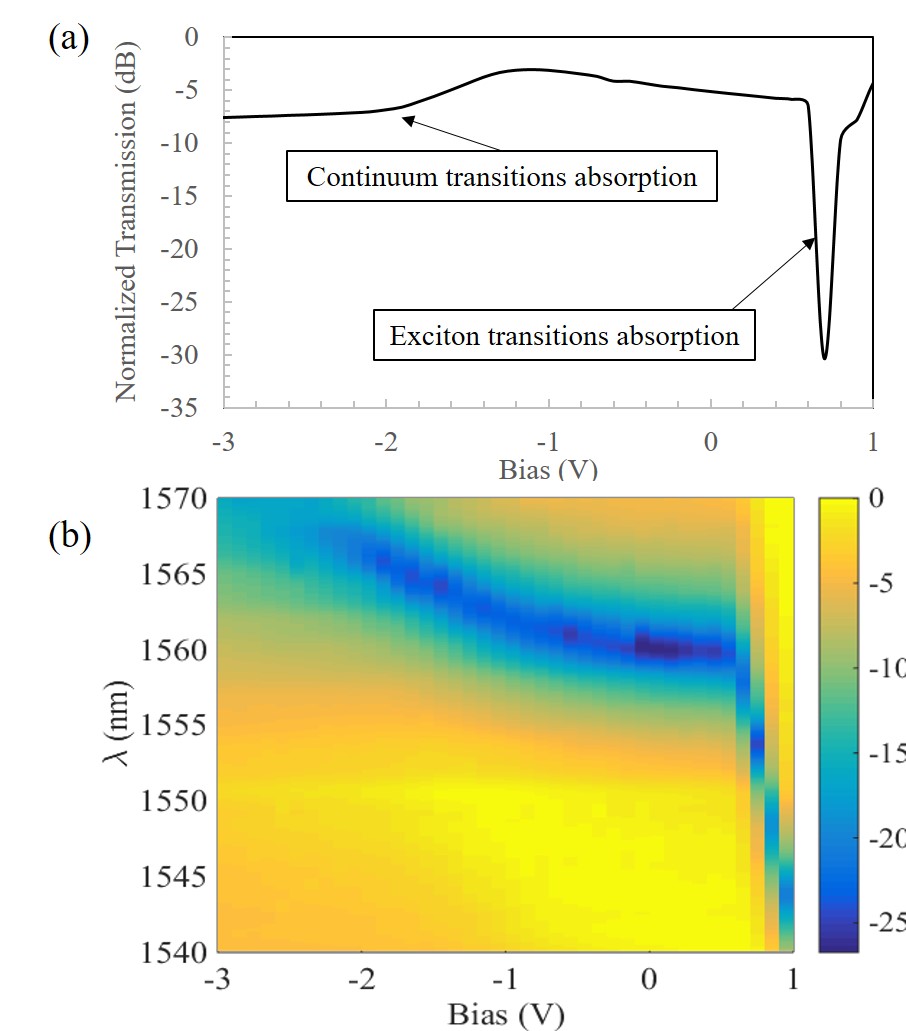 (a)
Normalized Transmission (dB)
0
-5
-10
-15
-20
-25
-30
-35
Continuum transitions absorption
Exciton transitions absorption
-3 -2 -1 0 1
Bias (V)
(b)
λ (nm)
1570
1565
1560
1555
1550
1545
1540
-3 -2 -1 0 1
Bias (V)
0
-5
-10
-15
-20
-25